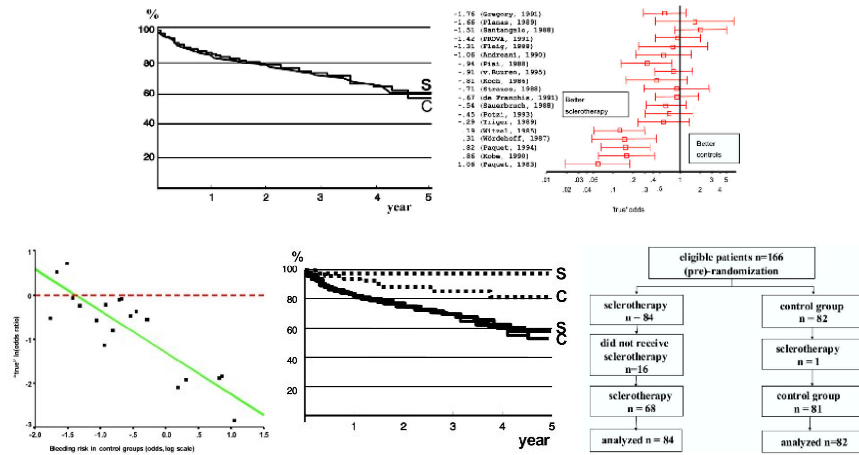 %
100
80
60
40
20
S
C
1
2
3
4
5
year
-1.76 (Gregory, 1991)
-1.66 (Planas, 1989)
-1.51 (Santangelo, 1988)
-1.42 (PROVA, 1991)
-1.31 (Fleig, 1988)
-1.06 (Andreani, 1990)
-.94 (Piai, 1988)
-.91 (v.Buuren, 1995)
-.81 (Koch, 1986)
-.71 (Strauss, 1988)
-.67 (de Franchis, 1991)
-.54 (Sauerbruch, 1988)
-.45 (Potzi, 1993)
-.29 (Triger, 1989)
.19 (Witzel, 1985)
.31 (Wördehoff, 1987)
.82 (Paquet, 1994)
.86 (Kobe, 1990)
1.06 (Paquet, 1983)
Better
sclerotherapy
Better
controls
.01 .1 1 .5
.02 .04 .05 .2 .3 .5 2 4
'true' odds
"true" ln(odds ratio)
1
0
-1
-2
-3
-2.0 -1.5 -1.0 -.5 0.0 .5 1.0 1.5
Bleeding risk in control groups (odds, log scale)
%
100
80
60
40
20
S
C
S
C
1 2 3 4 5
year
eligible patients n=166
(pre)-randomization
sclerotherapy
n = 84
control group
n = 82
did not receive
sclerotherapy
n=16
sclerotherapy
n = 1
sclerotherapy
n = 68
control group
n = 81
analyzed n = 84
analyzed n=82